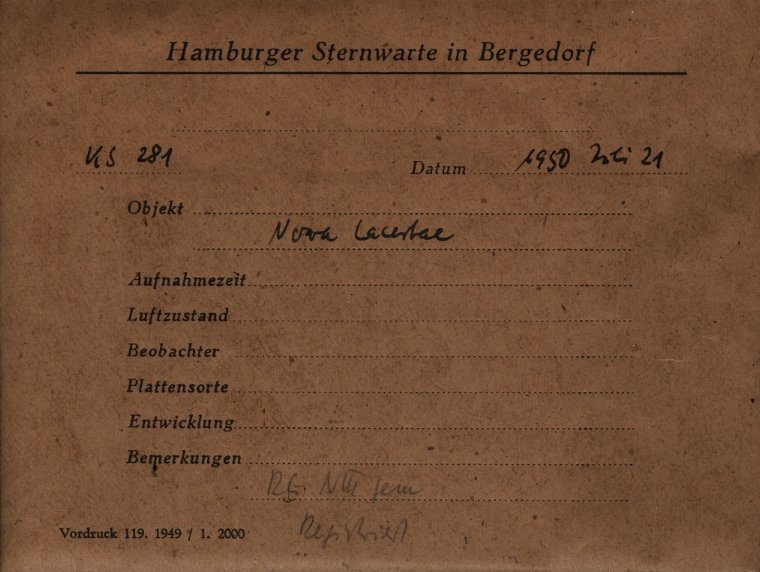 Hamburger Sternwarte in Bergedorf
KS 281
Datum 1950 Juli 21
Objekt
Nova Lacertae
Aufnahmezeit
Luftzustand
Beobachter
Plattensorte
Entwicklung
Bemerkungen
Registriert
Vordruck 119. 1949 / 1. 2000